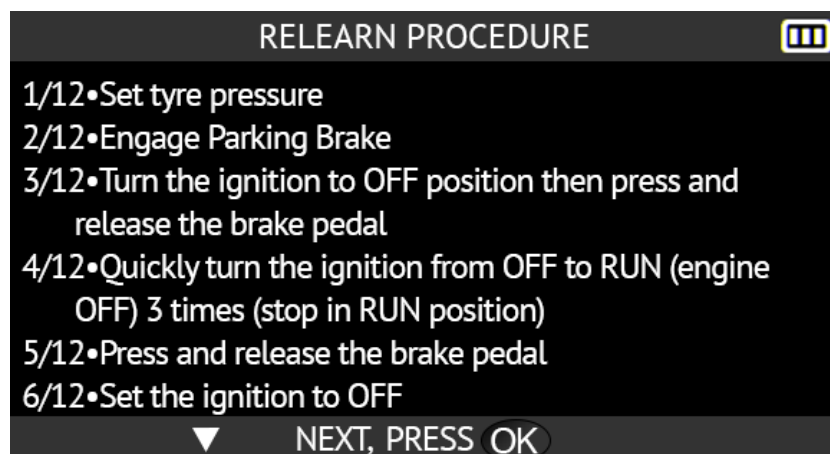 RELEARN PROCEDURE
1/12•Set tyre pressure
2/12•Engage Parking Brake
3/12•Turn the ignition to OFF position then press and
release the brake pedal
4/12•Quickly turn the ignition from OFF to RUN (engine
OFF) 3 times (stop in RUN position)
5/12•Press and release the brake pedal
6/12•Set the ignition to OFF
▼ NEXT, PRESS OK